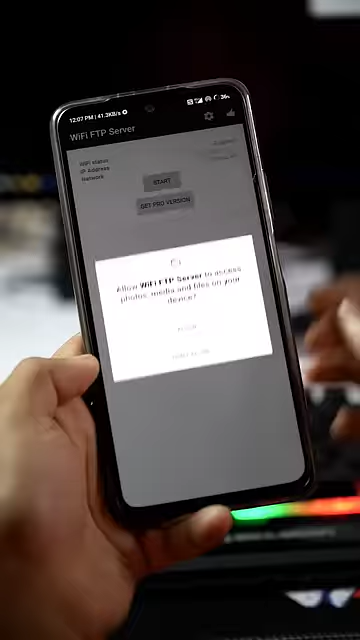 12:07 PM | 41.3KB/s
WiFi FTP Server
WiFi status
IP Address
Network
START
GET PRO VERSION
Allow WiFi FTP Server to access
photos, media and files on your
device?